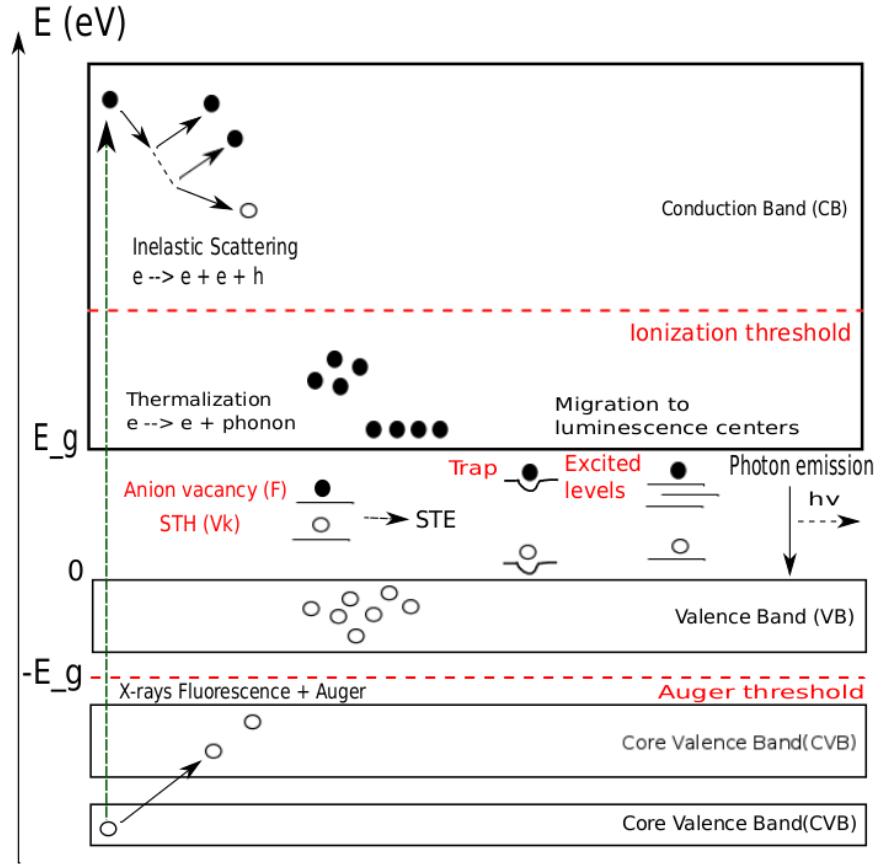 E (eV)
Conduction Band (CB)
Inelastic Scattering
e --> e + e + h
Ionization threshold
Thermalization
e --> e + phonon
Migration to
luminescence centers
E_g
Trap
Excited
levels
Photon emission
hv
Anion vacancy (F)
STH (Vk)
STE
0
Valence Band (VB)
-E_g
X-rays Fluorescence + Auger
Auger threshold
Core Valence Band(CVB)
Core Valence Band(CVB)